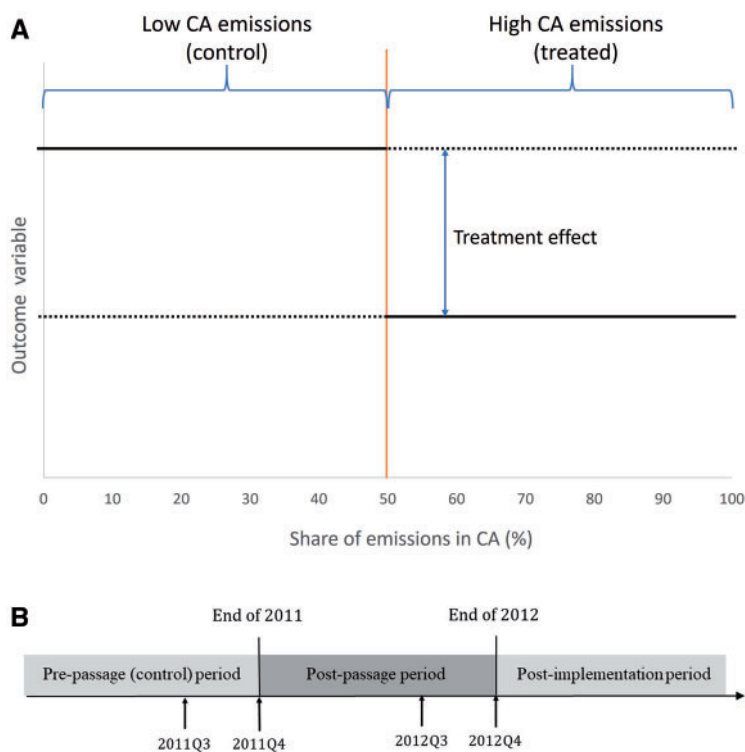 A
Low CA emissions
(control)
High CA emissions
(treated)
Outcome variable
Treatment effect
0 10 20 30 40 50 60 70 80 90 100
Share of emissions in CA (%)
B
End of 2011 End of 2012
Pre-passage (control) period Post-passage period Post-implementation period
2011Q3 2011Q4 2012Q3 2012Q4